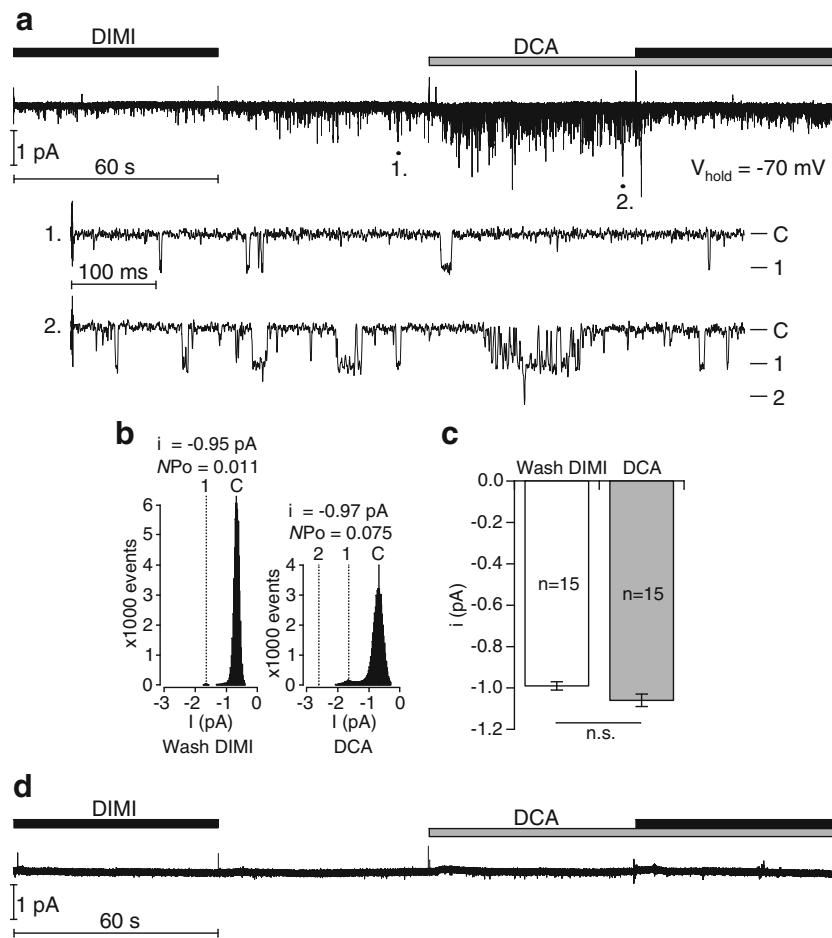 a
DIMI
DCA
1 pA
60 s
1.
2.
V_hold = -70 mV
1.
C
1
100 ms
2.
C
1
2
b
i = -0.95 pA
NPo = 0.011
1 C
6
5
4
3
2
1
0
x1000 events
-3 -2 -1 0
I (pA)
Wash DIMI
i = -0.97 pA
NPo = 0.075
2 1 C
4
3
2
1
0
x1000 events
-3 -2 -1 0
I (pA)
DCA
c
Wash DIMI DCA
0.0
-0.2
-0.4
-0.6
-0.8
-1.0
-1.2
i (pA)
n=15
n=15
n.s.
d
DIMI
DCA
1 pA
60 s